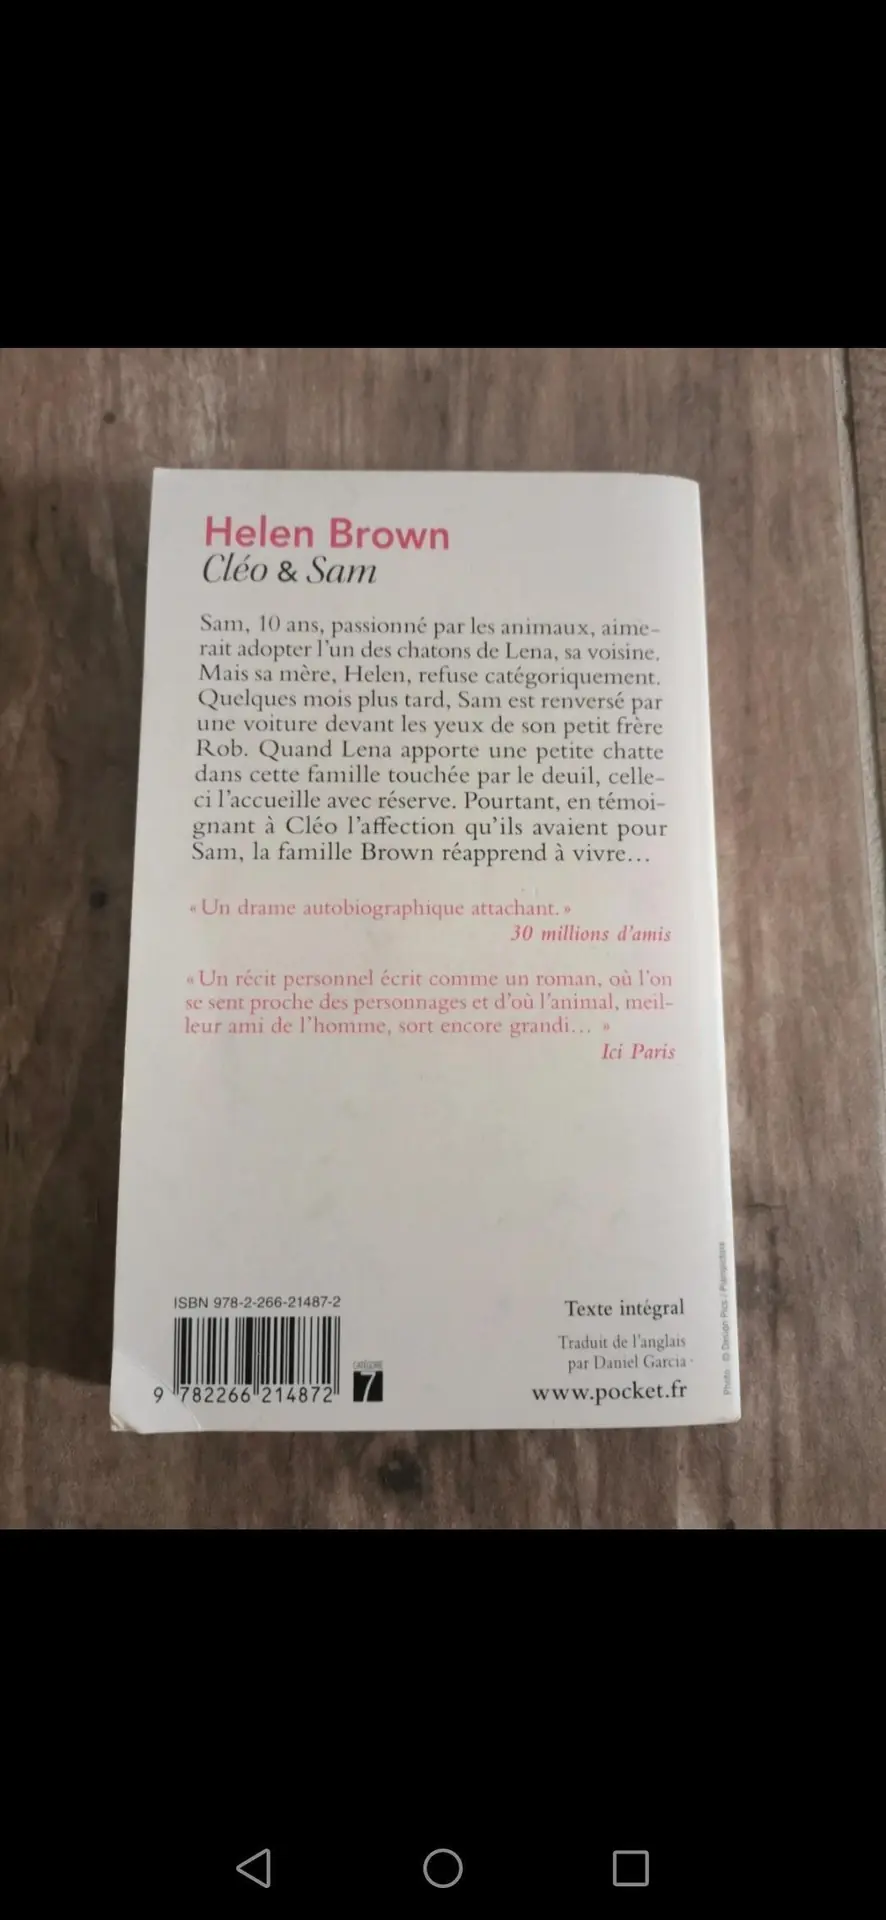 Helen Brown
Cléo & Sam
Sam, 10 ans, passionné par les animaux, aime-
rait adopter l'un des chatons de Lena, sa voisine.
Mais sa mère, Helen, refuse catégoriquement.
Quelques mois plus tard, Sam est renversé par
une voiture devant les yeux de son petit frère
Rob. Quand Lena apporte une petite chatte
dans cette famille touchée par le deuil, celle-
ci l'accueille avec réserve. Pourtant, en témoi-
gnant à Cléo l'affection qu'ils avaient pour
Sam, la famille Brown réapprend à vivre...
« Un drame autobiographique attachant. »
30 millions d'amis
« Un récit personnel écrit comme un roman, où l'on
se sent proche des personnages et d'où l'animal, meil-
leur ami de l'homme, sort encore grandi... »
Ici Paris
ISBN 978-2-266-21487-2
9 782266 214872
CATÉGORIE
7
Texte intégral
Traduit de l'anglais
par Daniel Garcia
www.pocket.fr
Photo : © Design Pics /